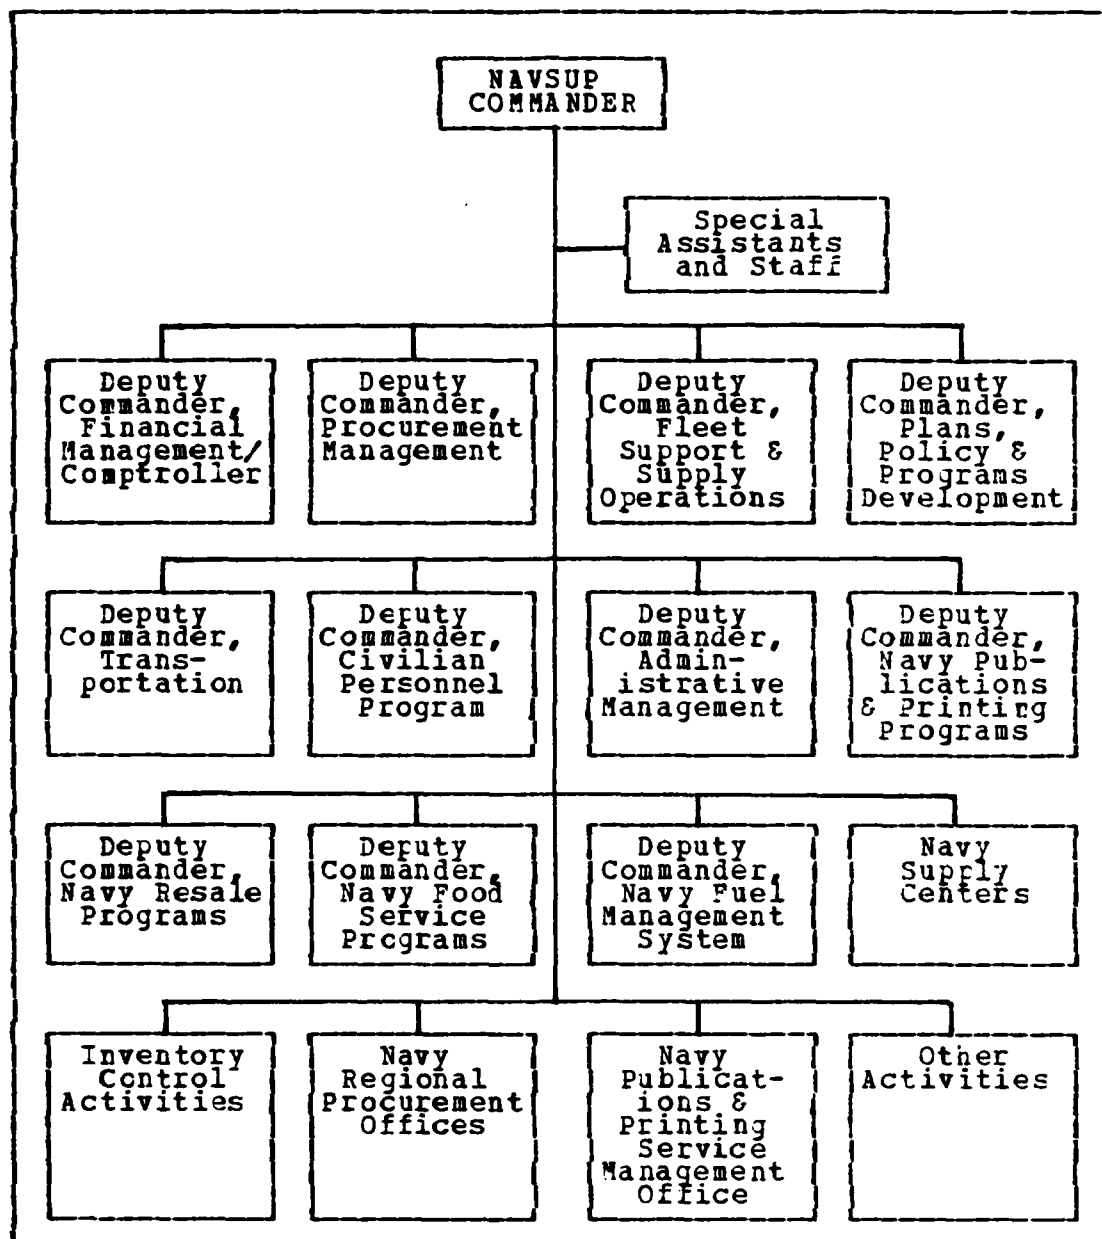 NAVSUP
COMMANDER
Special
Assistants
and Staff
Deputy
Commander,
Financial
Management/
Comptroller
Deputy
Commander,
Procurement
Management
Deputy
Commander,
Fleet
Support &
Supply
Operations
Deputy
Commander,
Plans,
Policy &
Programs
Development
Deputy
Commander,
Trans-
portation
Deputy
Commander,
Civilian
Personnel
Program
Deputy
Commander,
Admin-
istrative
Management
Deputy
Commander,
Navy Pub-
lications
& Printing
Programs
Deputy
Commander,
Navy Resale
Programs
Deputy
Commander,
Navy Food
Service
Programs
Deputy
Commander,
Navy Fuel
Management
System
Navy
Supply
Centers
Inventory
Control
Activities
Navy
Regional
Procurement
Offices
Navy
Publicat-
ions &
Printing
Service
Management
Office
Other
Activities